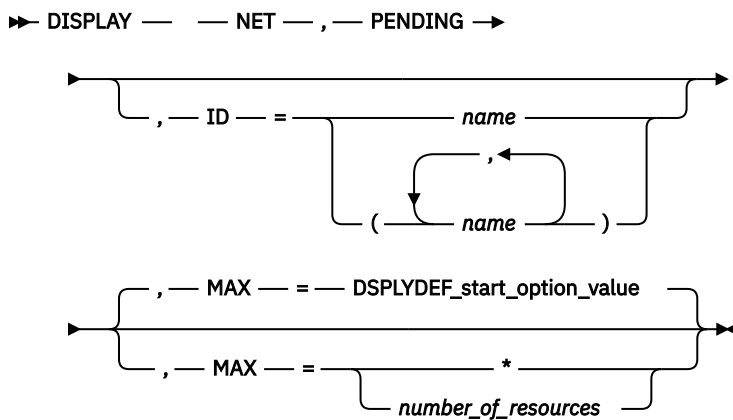 DISPLAY NET , PENDING
, ID = name
,
( name )
, MAX = DSPLYDEF_start_option_value
, MAX = *
number_of_resources